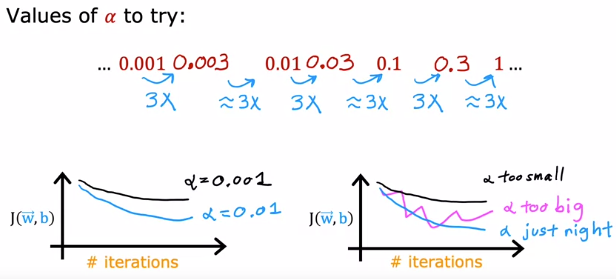 Values of α to try:
... 0.001 0.003 0.01 0.03 0.1 0.3 1 ...
3X ≈3X 3X ≈3X 3X ≈3X
α=0.001
α=0.01
J(w⃗,b)
# iterations
α too small
α too big
α just right
J(w⃗,b)
# iterations